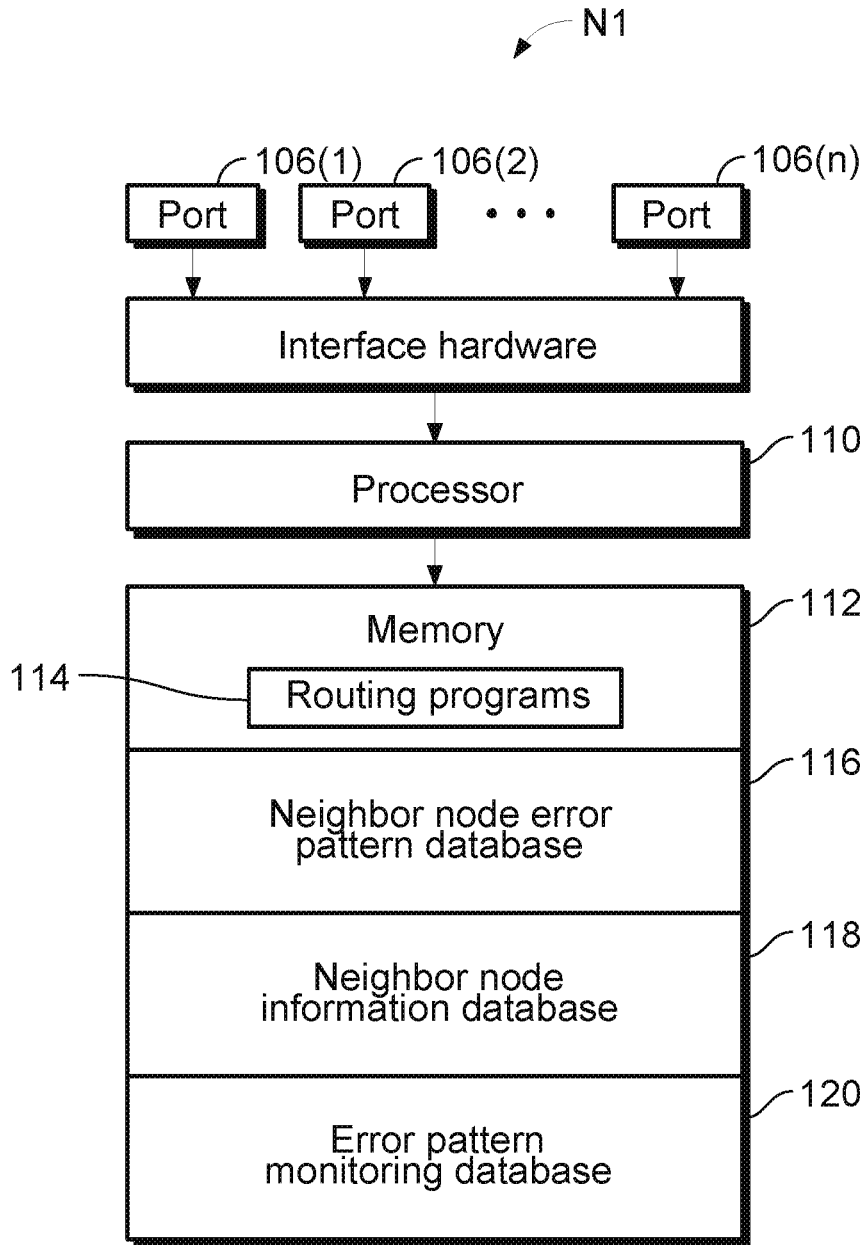 N1
106(1) 106(2) 106(n)
Port Port • • • Port
Interface hardware
110
Processor
112
Memory
114
Routing programs
116
Neighbor node error
pattern database
118
Neighbor node
information database
120
Error pattern
monitoring database